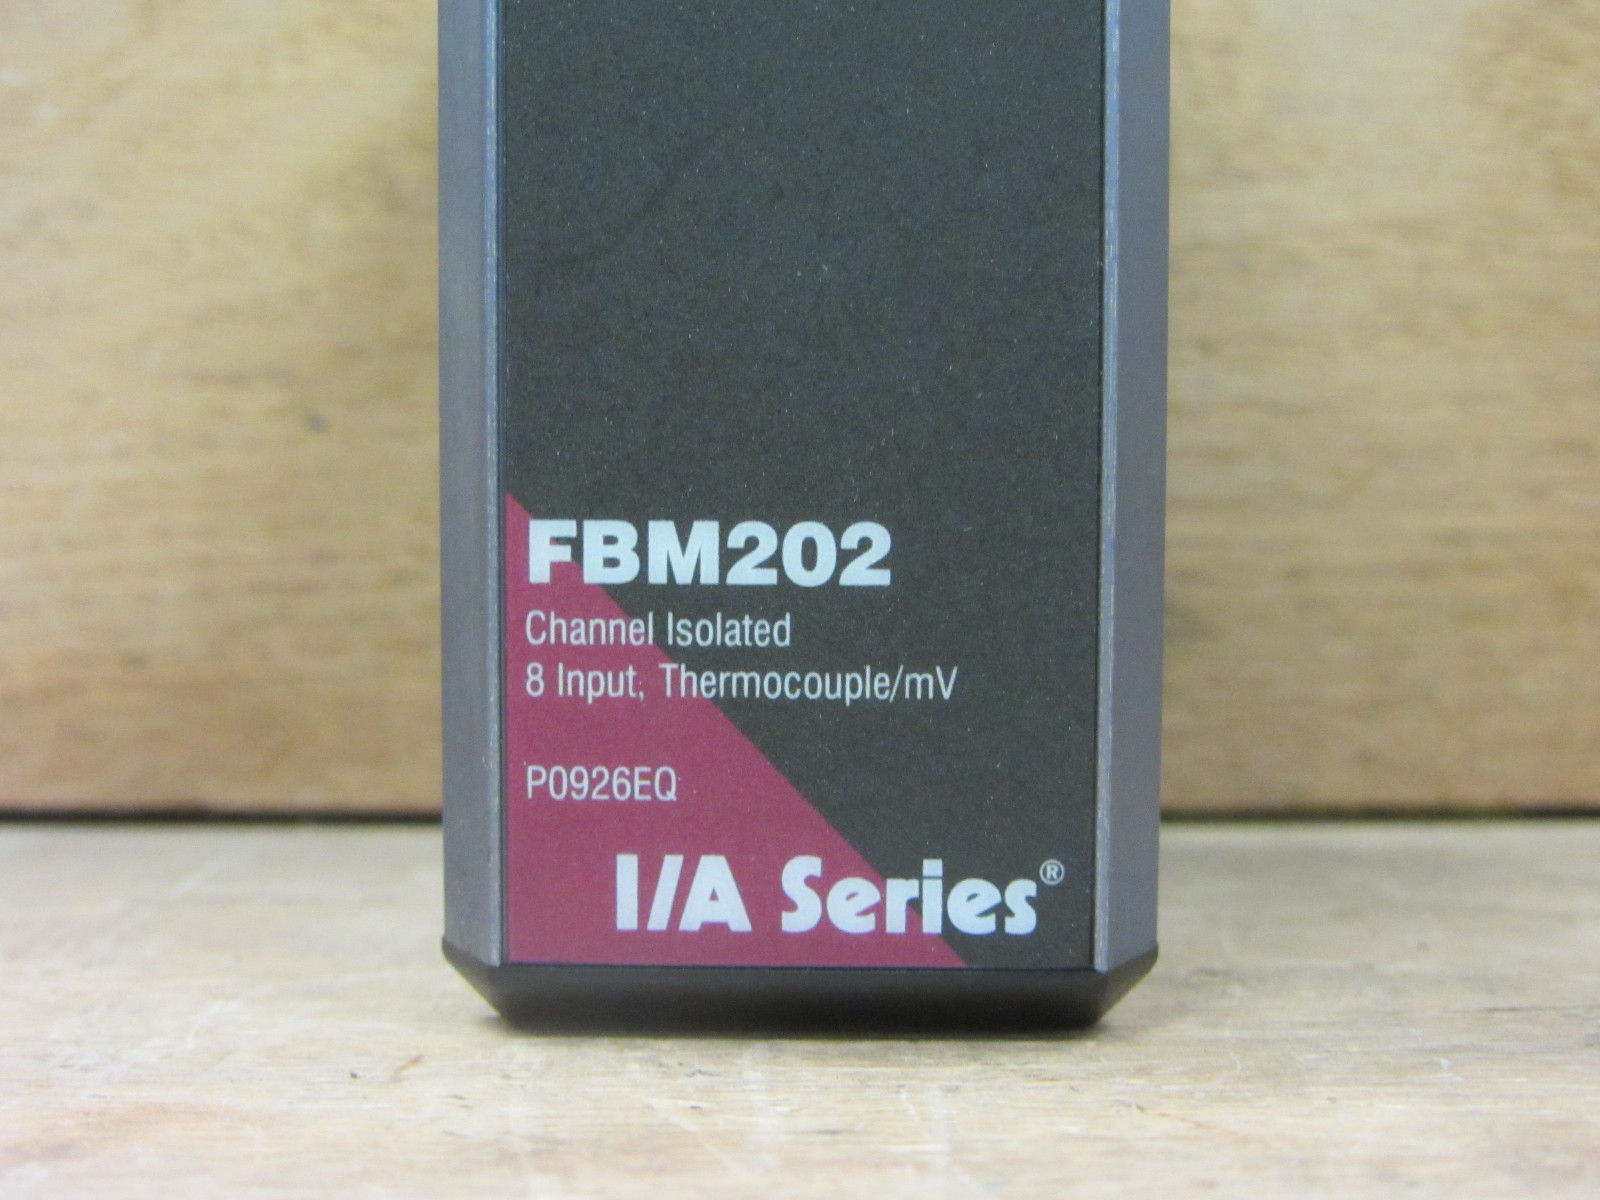 FBM202
Channel Isolated
8 Input, Thermocouple/mV
P0926EQ
I/A Series®